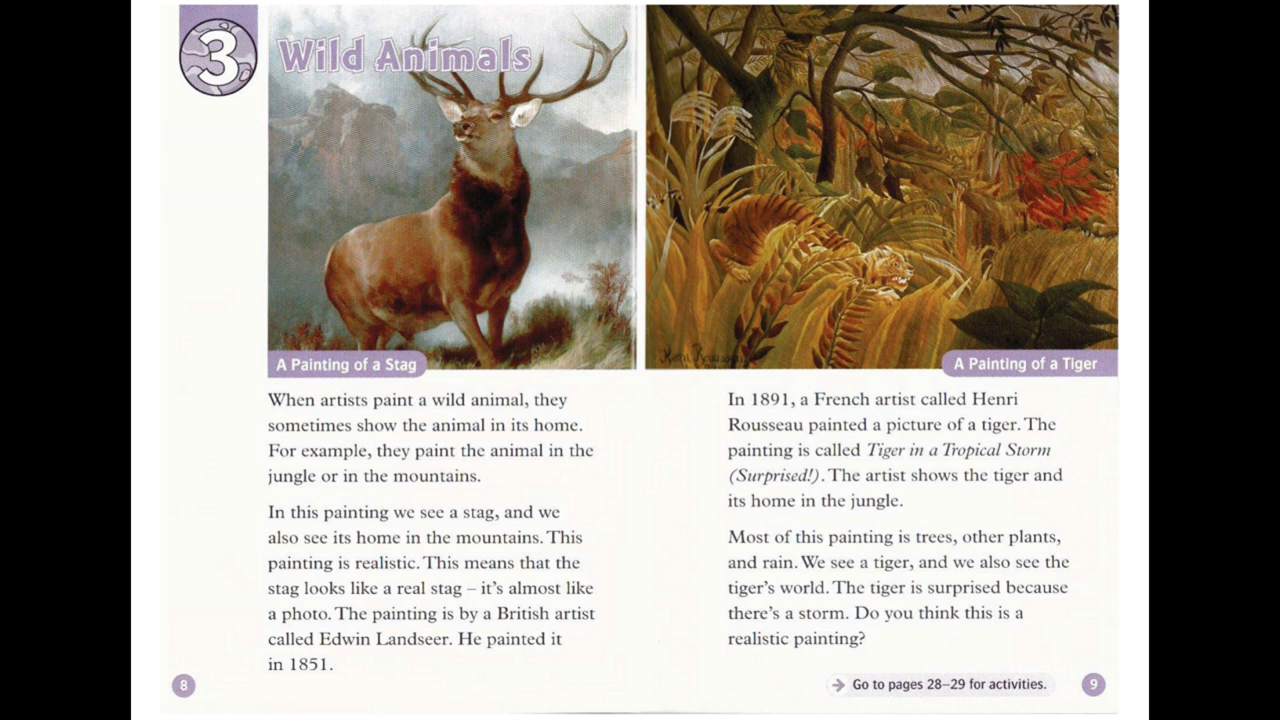 3
Wild Animals
A Painting of a Stag
When artists paint a wild animal, they
sometimes show the animal in its home.
For example, they paint the animal in the
jungle or in the mountains.
In this painting we see a stag, and we
also see its home in the mountains. This
painting is realistic. This means that the
stag looks like a real stag – it's almost like
a photo. The painting is by a British artist
called Edwin Landseer. He painted it
in 1851.
8
Henri Rousseau
A Painting of a Tiger
In 1891, a French artist called Henri
Rousseau painted a picture of a tiger. The
painting is called Tiger in a Tropical Storm
(Surprised!). The artist shows the tiger and
its home in the jungle.
Most of this painting is trees, other plants,
and rain. We see a tiger, and we also see the
tiger's world. The tiger is surprised because
there's a storm. Do you think this is a
realistic painting?
→ Go to pages 28–29 for activities.
9